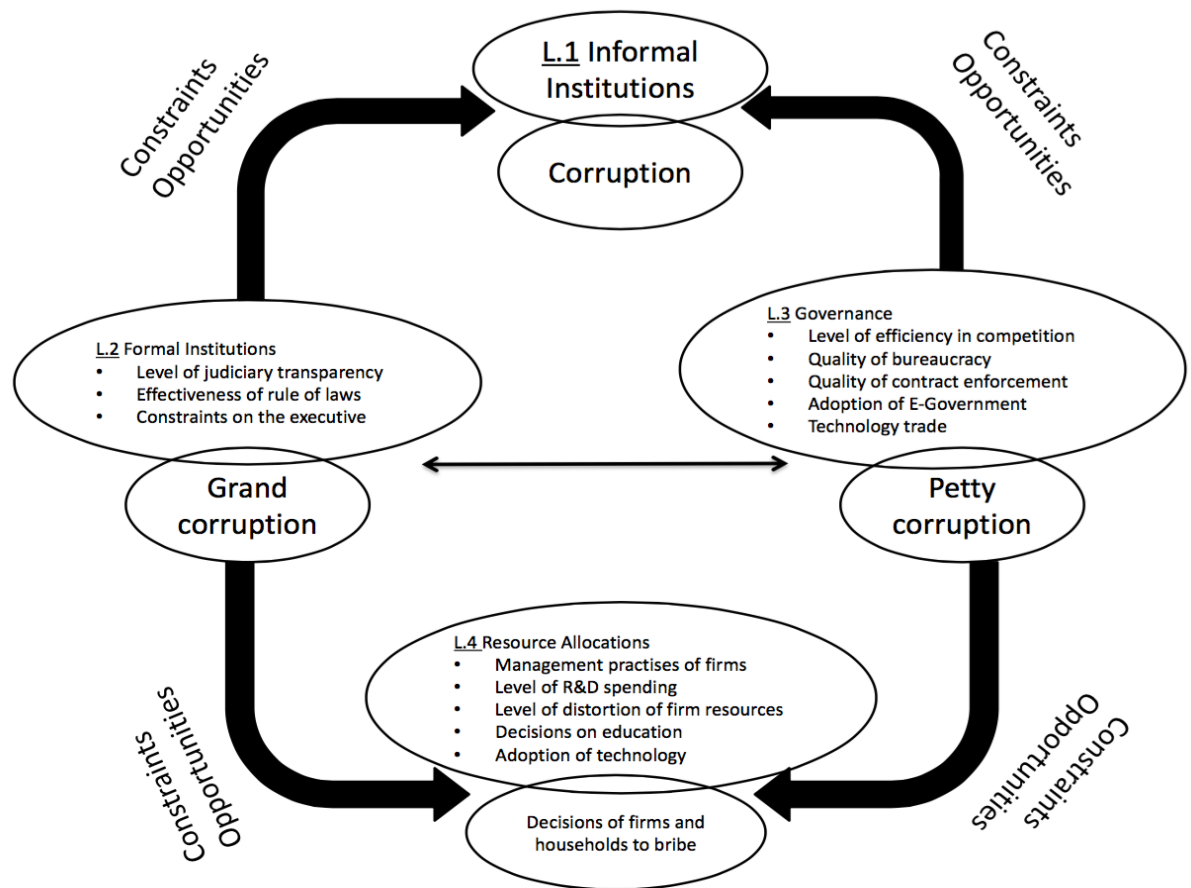 Constraints
Opportunities
L.1 Informal
Institutions
Corruption
Constraints
Opportunities
L.2 Formal Institutions
• Level of judiciary transparency
• Effectiveness of rule of laws
• Constraints on the executive
Grand
corruption
L.3 Governance
• Level of efficiency in competition
• Quality of bureaucracy
• Quality of contract enforcement
• Adoption of E-Government
• Technology trade
Petty
corruption
L.4 Resource Allocations
• Management practises of firms
• Level of R&D spending
• Level of distortion of firm resources
• Decisions on education
• Adoption of technology
Decisions of firms and
households to bribe
Constraints
Opportunities
Constraints
Opportunities